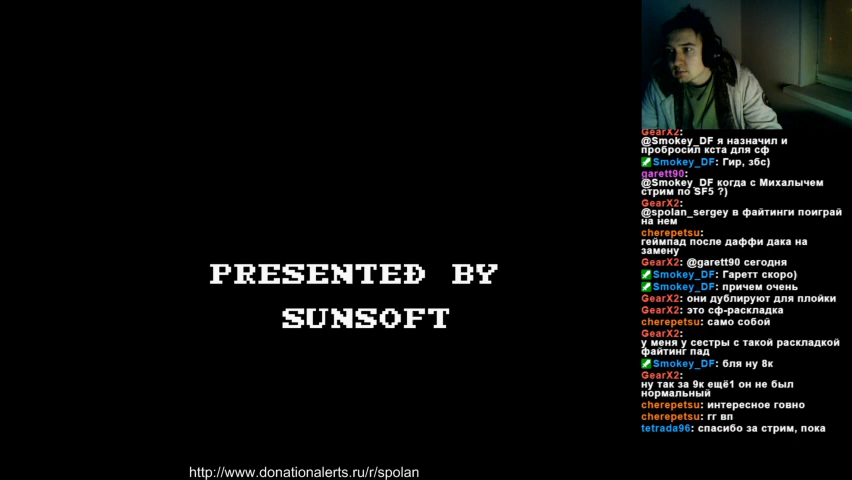 PRESENTED BY
SUNSOFT
http://www.donationalerts.ru/r/spolan
GearX2:
@Smokey_DF я назначил и
пробросил кста для сф
Smokey_DF: Гир, збс)
garett90:
@Smokey_DF когда с Михалычем
стрим по SF5 ?)
GearX2:
@spolan_sergey в файтинги поиграй
на нем
cherepetsu:
геймпад после даффи дака на
замену
GearX2: @garett90 сегодня
Smokey_DF: Гаретт скоро)
Smokey_DF: причем очень
GearX2: они дублируют для плойки
GearX2: это сф-раскладка
cherepetsu: само собой
GearX2:
у меня у сестры с такой раскладкой
файтинг пад
Smokey_DF: бля ну 8к
GearX2:
ну так за 9к ещё1 он не был
нормальный
cherepetsu: интересное говно
cherepetsu: гг вп
tetrada96: спасибо за стрим, пока